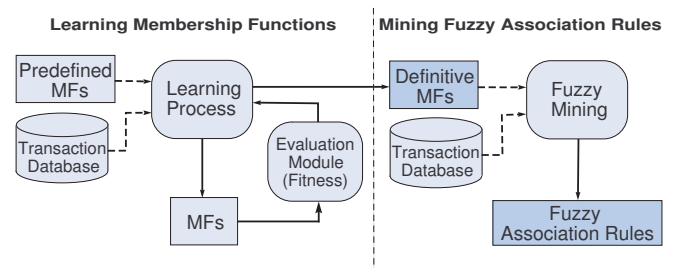 Learning Membership Functions
Predefined
MFs
Learning
Process
Transaction
Database
Evaluation
Module
(Fitness)
MFs
Mining Fuzzy Association Rules
Definitive
MFs
Fuzzy
Mining
Transaction
Database
Fuzzy
Association Rules